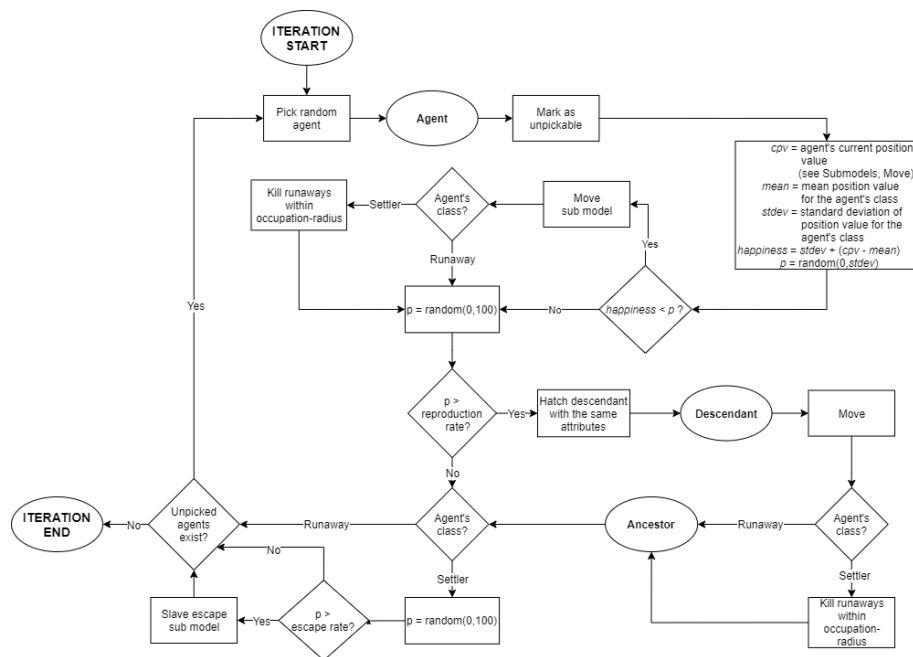 ITERATION
START
Pick random
agent
Agent
Mark as
unpickable
cpv = agent's current position
value
(see Submodels, Move)
mean = mean position value
for the agent's class
stdev = standard deviation of
position value for the
agent's class
happiness = stdev + (cpv - mean)
p = random(0,stdev)
Kill runaways
within
occupation-radius
Settler
Agent's
class?
Move
sub model
Yes
Runaway
Yes
p = random(0,100)
No
happiness < p ?
p >
reproduction
rate?
Yes
Hatch descendant
with the same
attributes
Descendant
Move
No
ITERATION
END
No
Unpicked
agents
exist?
Runaway
Agent's
class?
Ancestor
Runaway
Agent's
class?
No
Settler
Settler
Slave escape
sub model
Yes
p >
escape rate?
p = random(0,100)
Kill runaways
within
occupation-
radius